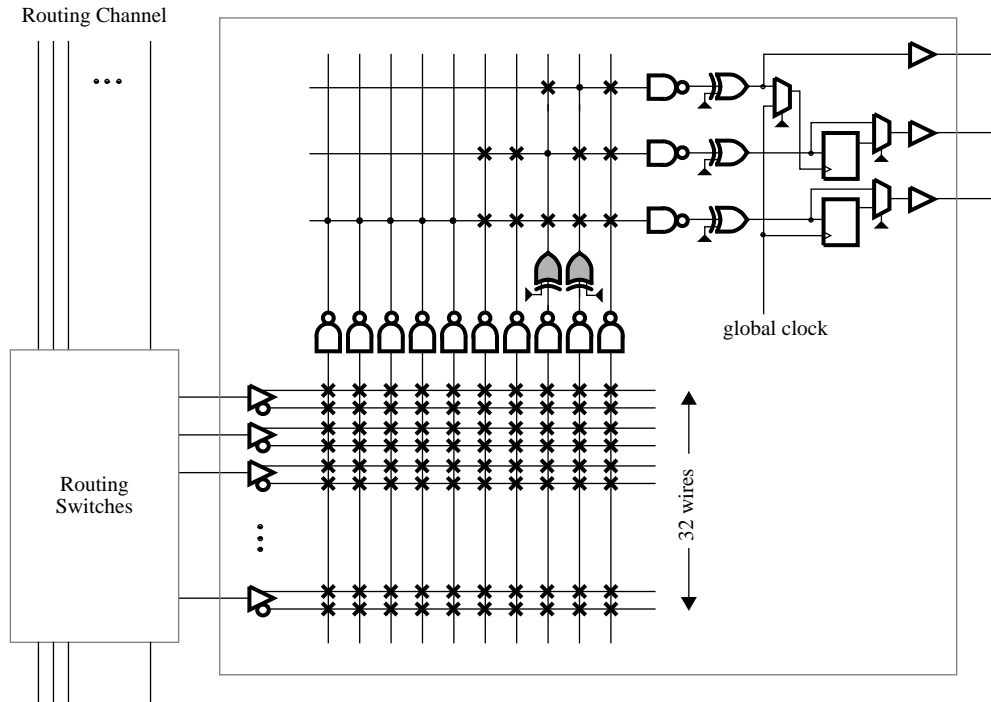 Routing Channel
global clock
Routing
Switches
32 wires